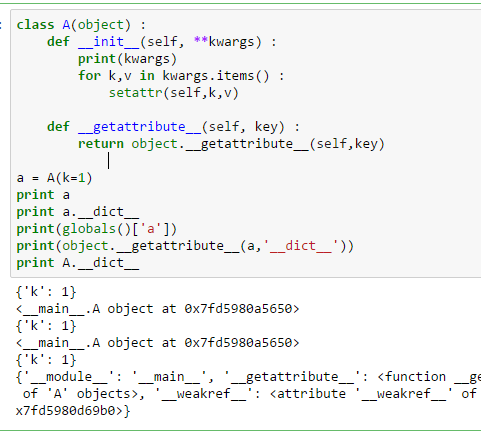 class A(object) :
    def __init__(self, **kwargs) :
        print(kwargs)
        for k,v in kwargs.items() :
            setattr(self,k,v)

    def __getattribute__(self, key) :
        return object.__getattribute__(self,key)

a = A(k=1)
print a
print a.__dict__
print(globals()['a'])
print(object.__getattribute__(a,'__dict__'))
print A.__dict__
{'k': 1}
<__main__.A object at 0x7fd5980a5650>
{'k': 1}
<__main__.A object at 0x7fd5980a5650>
{'k': 1}
{'__module__': '__main__', '__getattribute__': <function __ge
 of 'A' objects>, '__weakref__': <attribute '__weakref__' of
x7fd5980d69b0>}